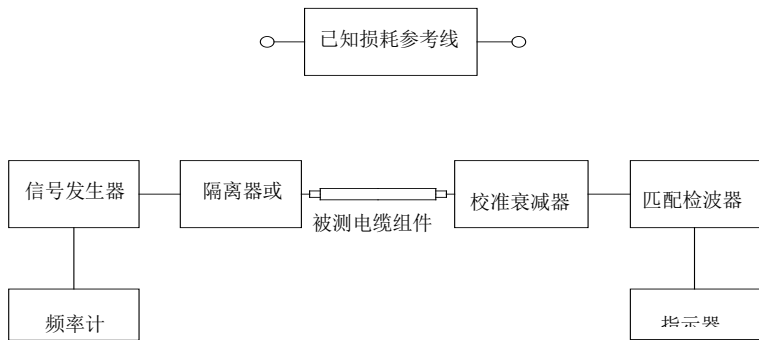 已知损耗参考线
信号发生器
隔离器或
被测电缆组件
校准衰减器
匹配检波器
频率计
指示器